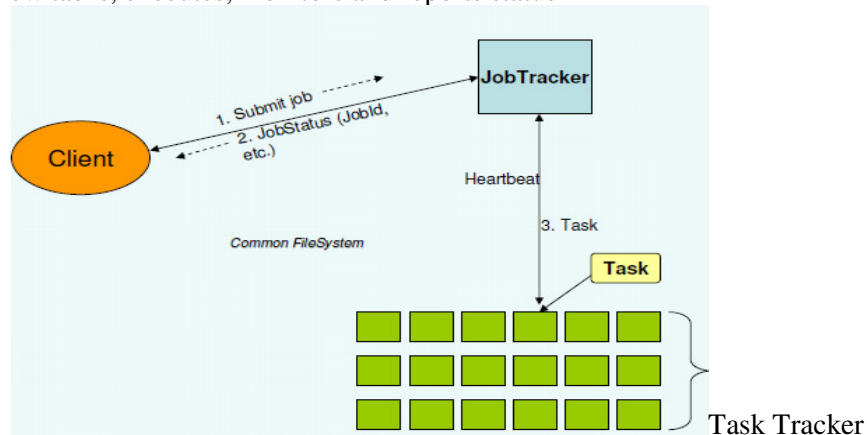 JobTracker
1. Submit job
2. JobStatus (JobId,
etc.)
Client
Heartbeat
3. Task
Common FileSystem
Task
Task Tracker